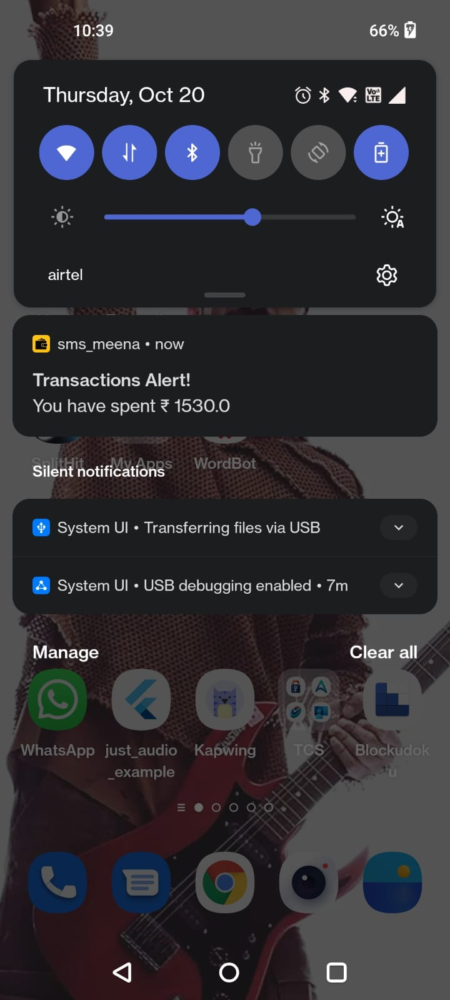 10:39
66%
Thursday, Oct 20
Vo)) LTE
A
airtel
sms_meena • now
Transactions Alert!
You have spent ₹ 1530.0
SplitHit My Apps WordBot
Silent notifications
System UI • Transferring files via USB
System UI • USB debugging enabled • 7m
Manage Clear all
WhatsApp just_audio Kapwing TCS Blockudok
_example u